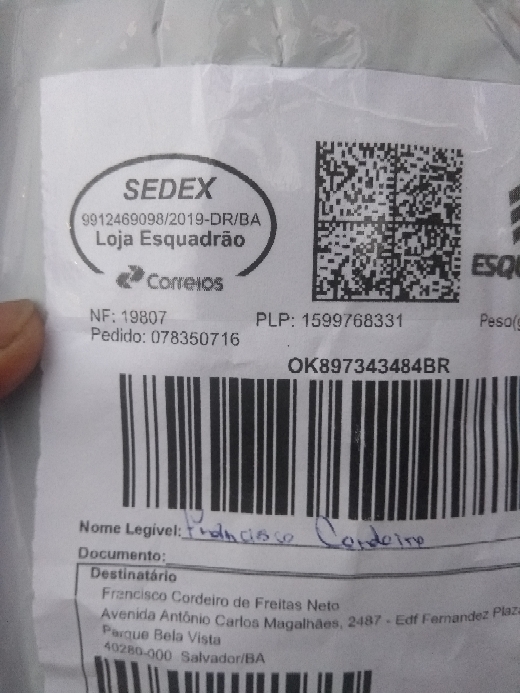 SEDEX
9912469098/2019-DR/BA
Loja Esquadrão
Correios
ESQU
NF: 19807
PLP: 1599768331
Peso(g
Pedido: 078350716
OK897343484BR
Nome Legível: Francisco Cordeiro
Documento:
Destinatário
Francisco Cordeiro de Freitas Neto
Avenida Antônio Carlos Magalhães, 2487 - Edf Fernandez Plaza
Parque Bela Vista
40280-000 Salvador/BA